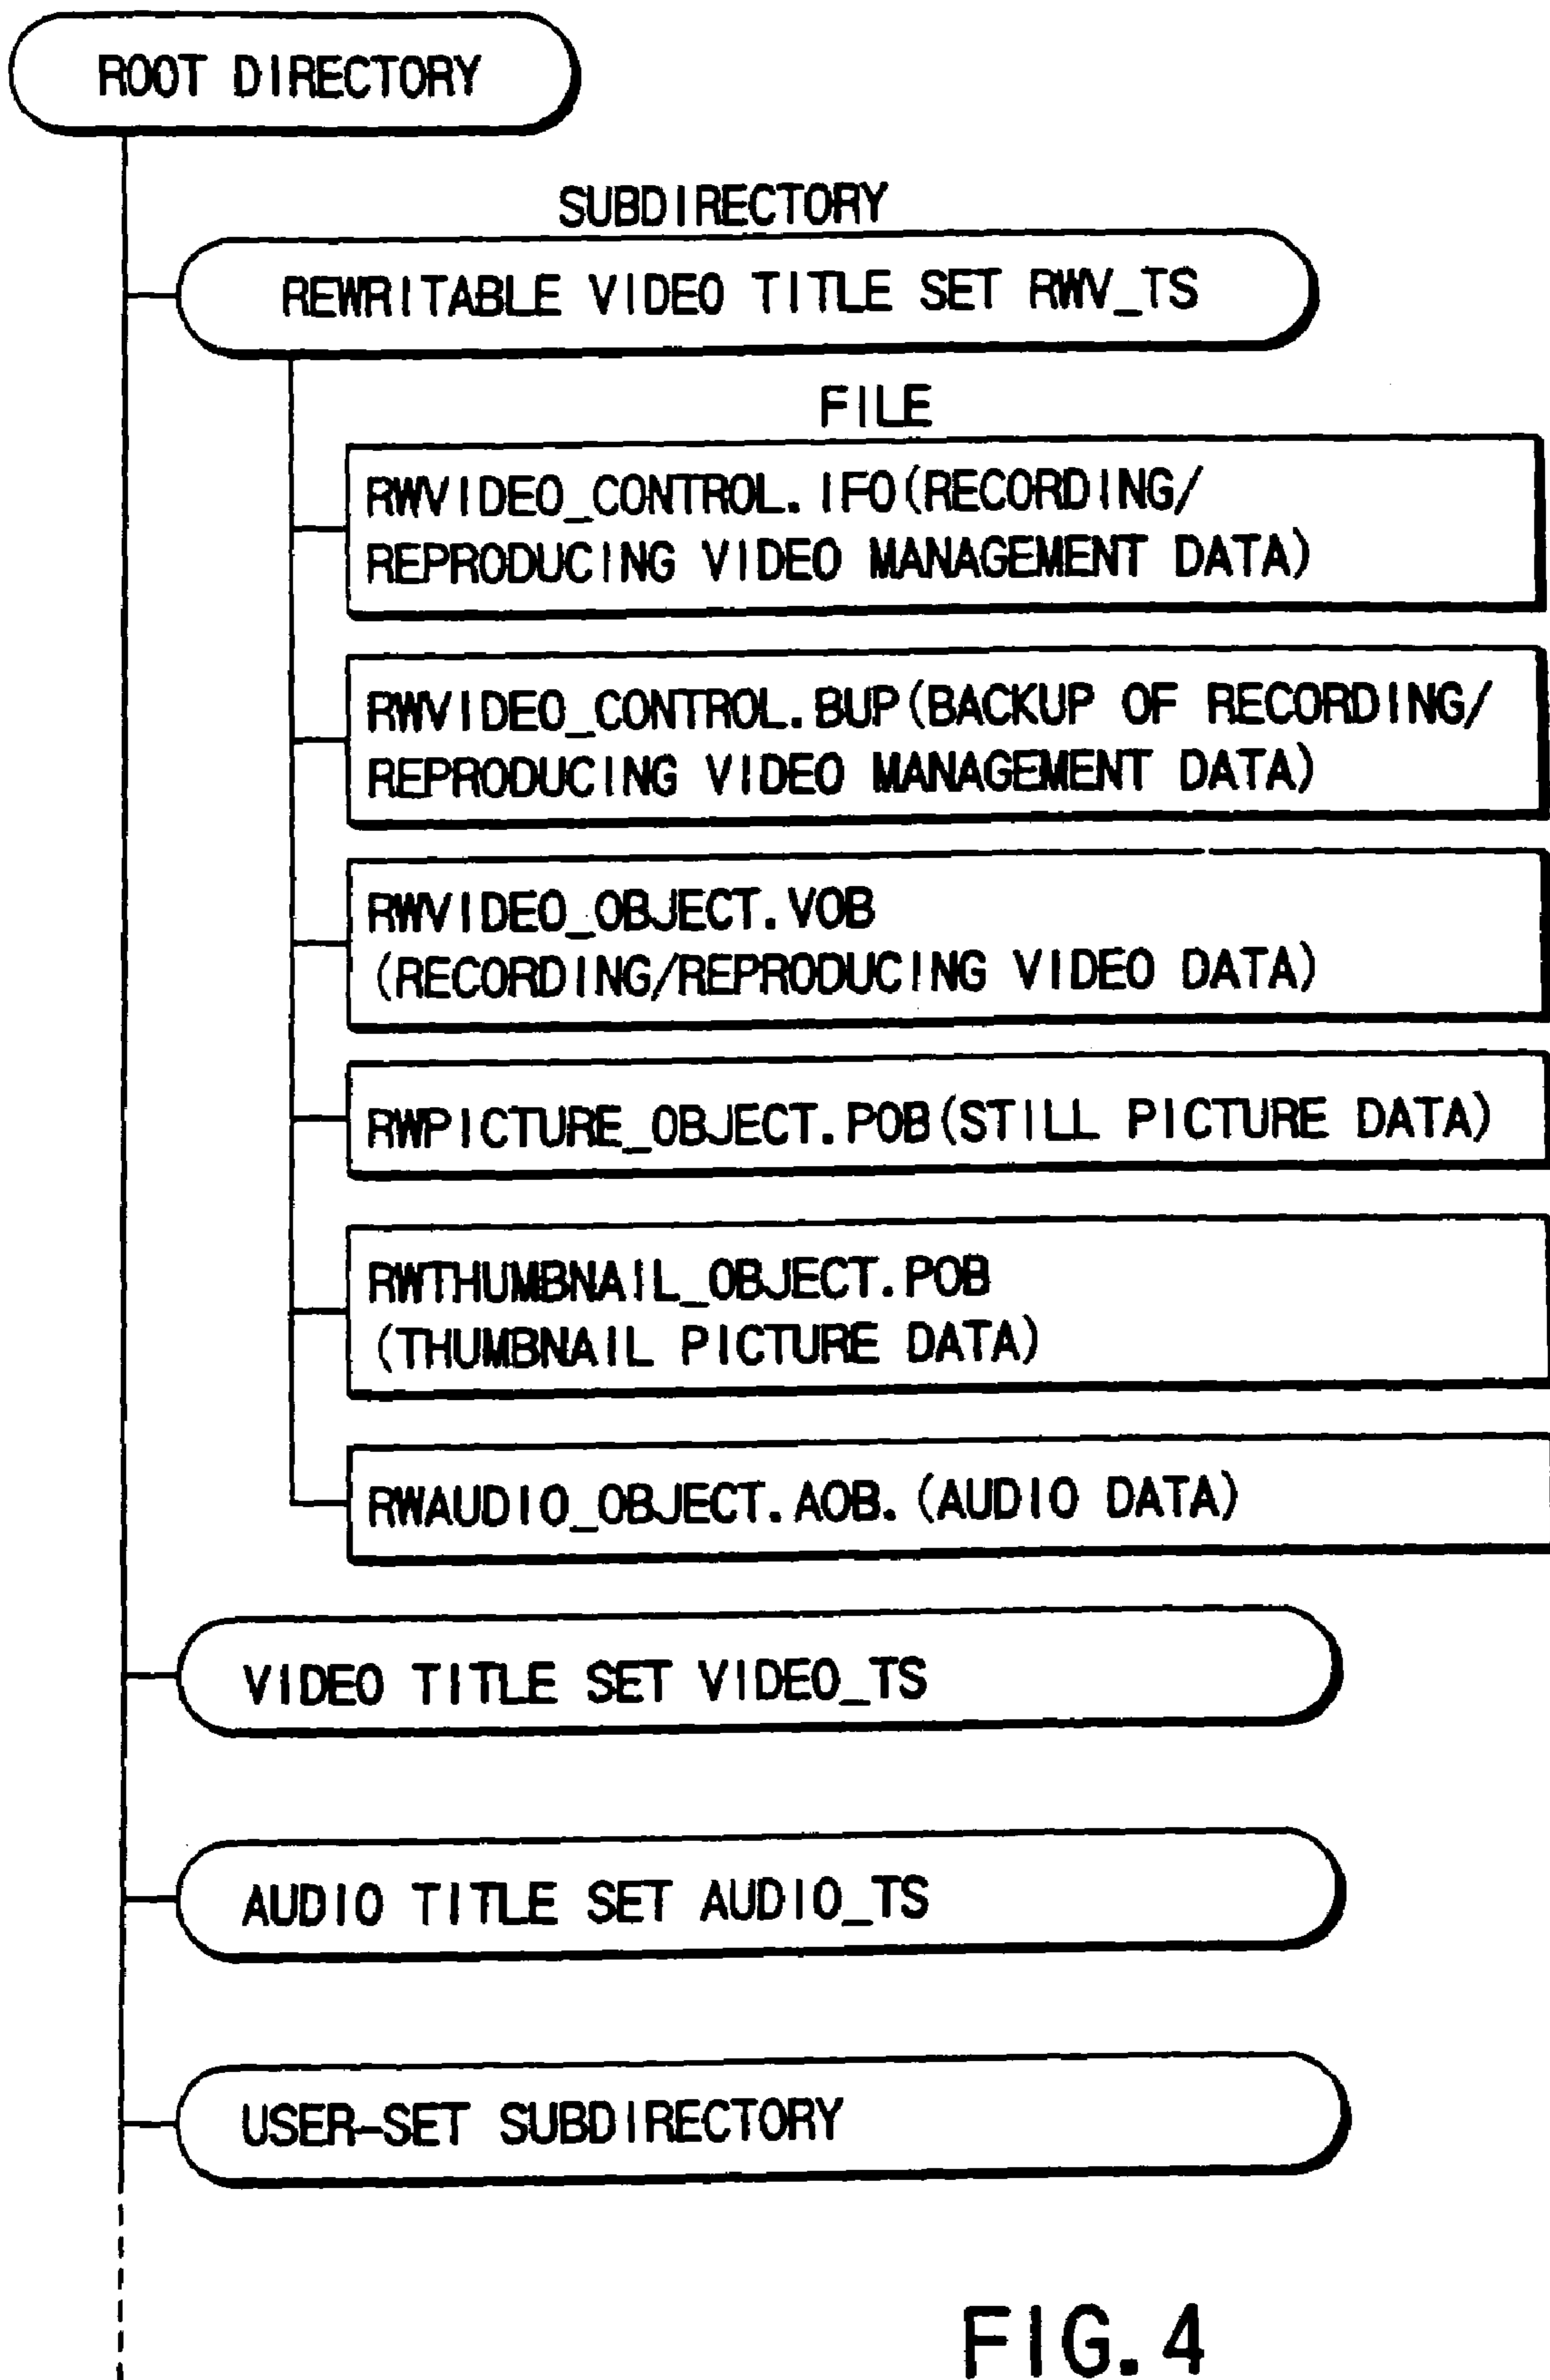 ROOT DIRECTORY
SUBDIRECTORY
REWRITABLE VIDEO TITLE SET RWV_TS
FILE
RWVIDEO_CONTROL.IFO(RECORDING/
REPRODUCING VIDEO MANAGEMENT DATA)
RWVIDEO_CONTROL.BUP(BACKUP OF RECORDING/
REPRODUCING VIDEO MANAGEMENT DATA)
RWVIDEO_OBJECT.VOB
(RECORDING/REPRODUCING VIDEO DATA)
RWPICTURE_OBJECT.POB(STILL PICTURE DATA)
RWTHUMBNAIL_OBJECT.POB
(THUMBNAIL PICTURE DATA)
RWAUDIO_OBJECT.AOB.(AUDIO DATA)
VIDEO TITLE SET VIDEO_TS
AUDIO TITLE SET AUDIO_TS
USER-SET SUBDIRECTORY
FIG.4